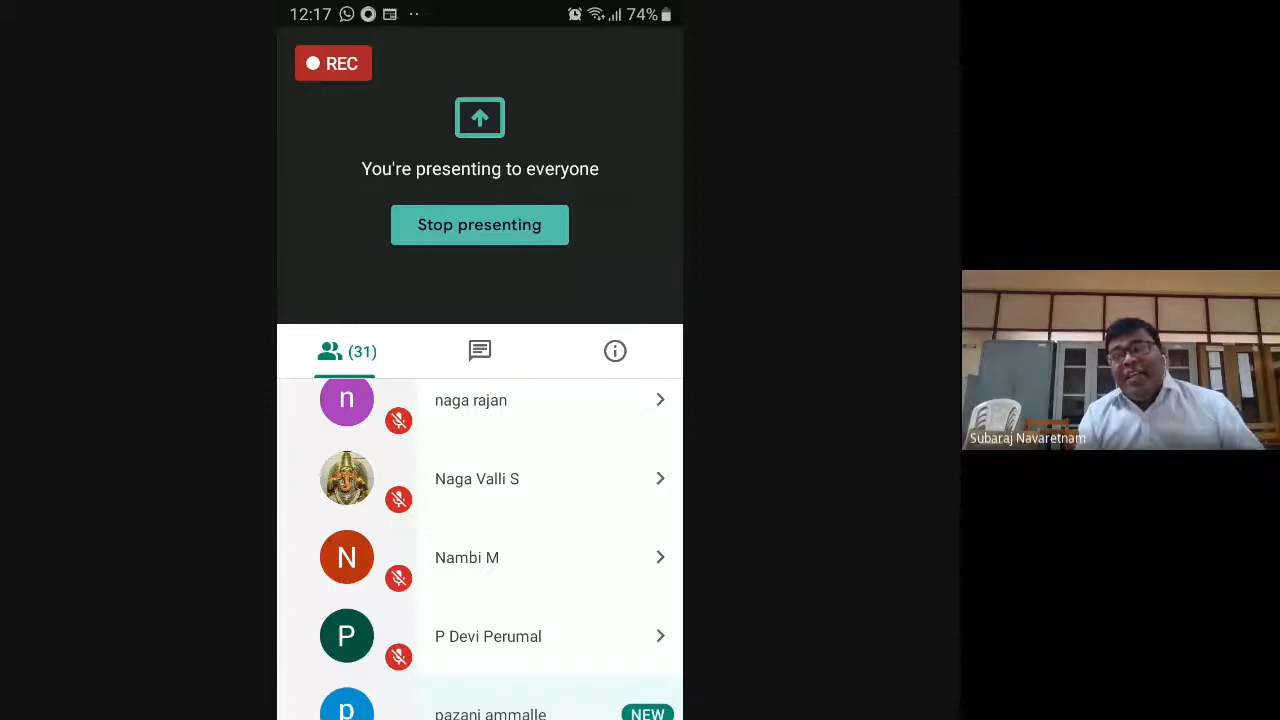 12:17
74%
REC
You're presenting to everyone
Stop presenting
(31)
n
naga rajan
Naga Valli S
N
Nambi M
P
P Devi Perumal
p
pazani ammalle
NEW
Subaraj Navaretnam